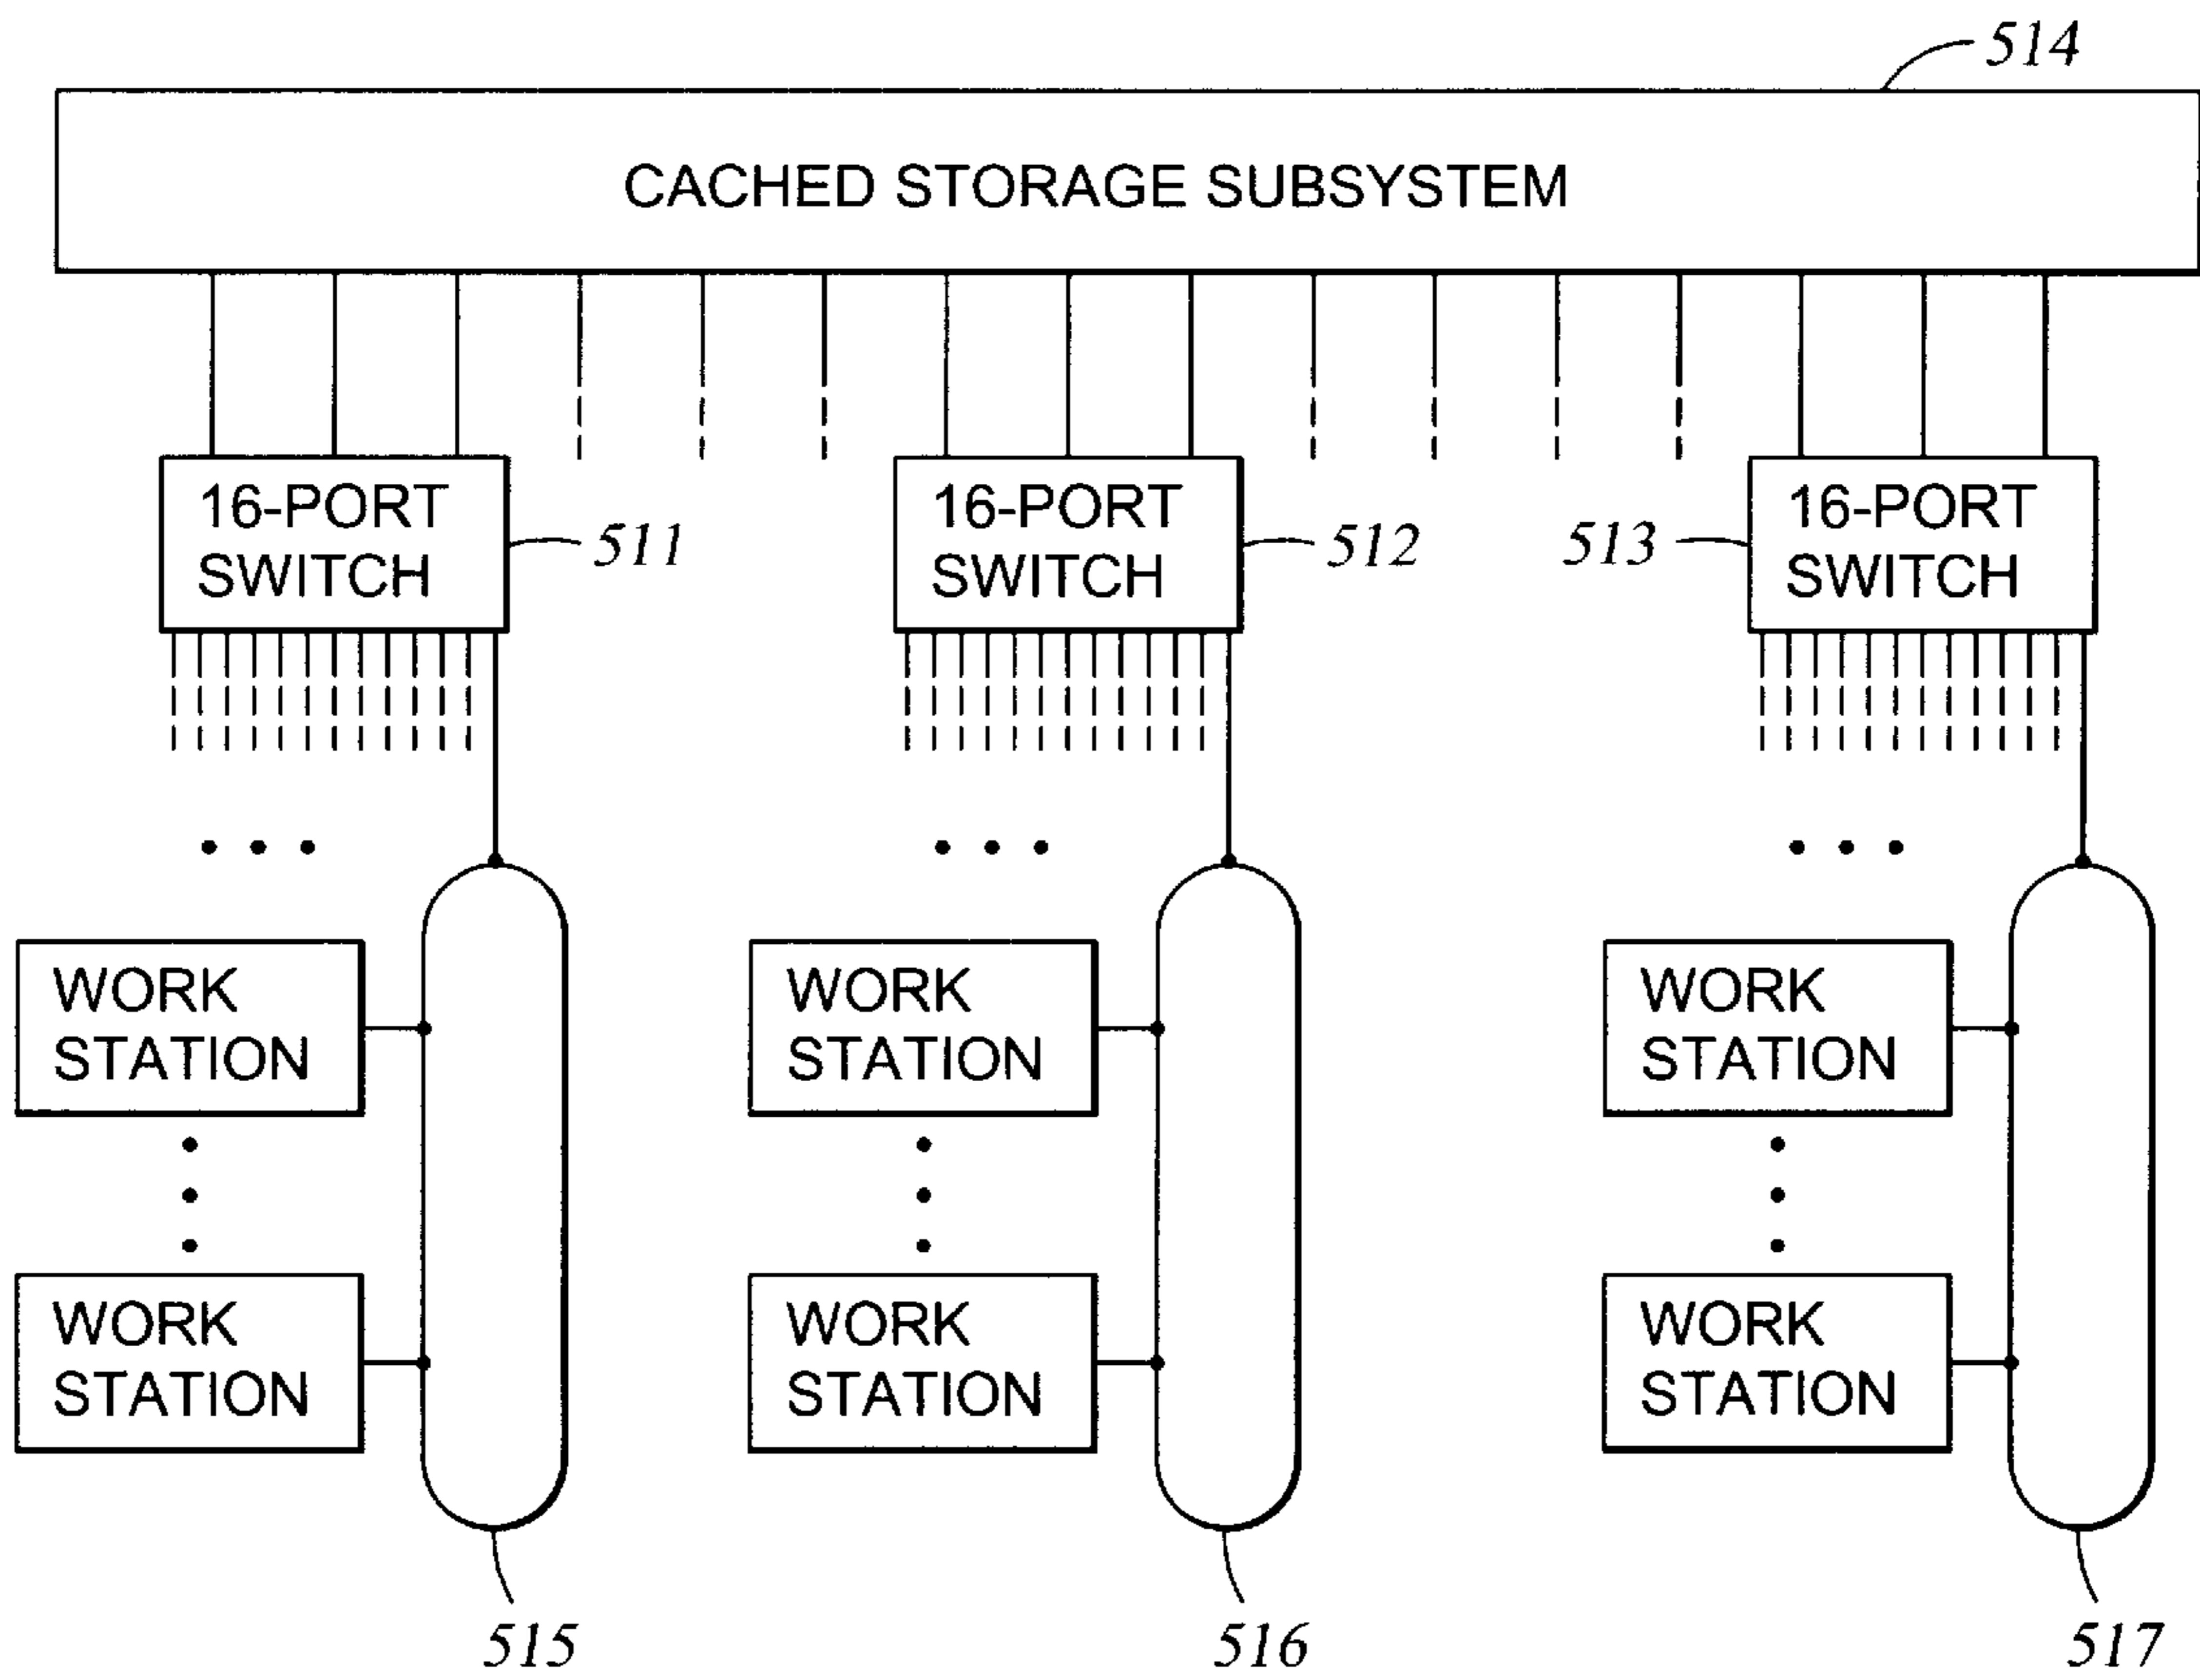 514
CACHED STORAGE SUBSYSTEM
16-PORT
SWITCH
511
16-PORT
SWITCH
512
513
16-PORT
SWITCH
WORK
STATION
WORK
STATION
WORK
STATION
WORK
STATION
WORK
STATION
WORK
STATION
515
516
517